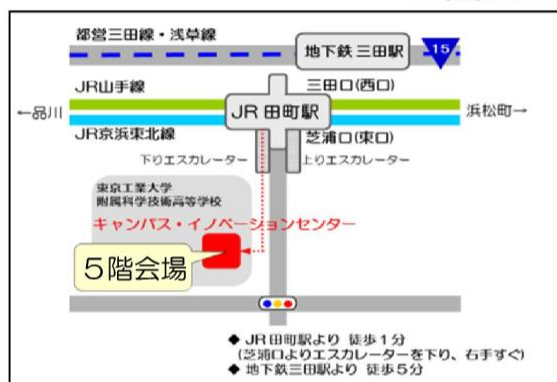 都営三田線・浅草線
地下鉄 三田駅
15
JR山手線
三田口(西口)
←品川
JR 田町駅
浜松町→
JR京浜東北線
芝浦口(東口)
下りエスカレーター
上りエスカレーター
東京工業大学
附属科学技術高等学校
キャンパス・イノベーションセンター
5階会場
◆ JR 田町駅より 徒歩1分
(芝浦口よりエスカレーターを下り、右手すぐ)
◆ 地下鉄三田駅より 徒歩5分